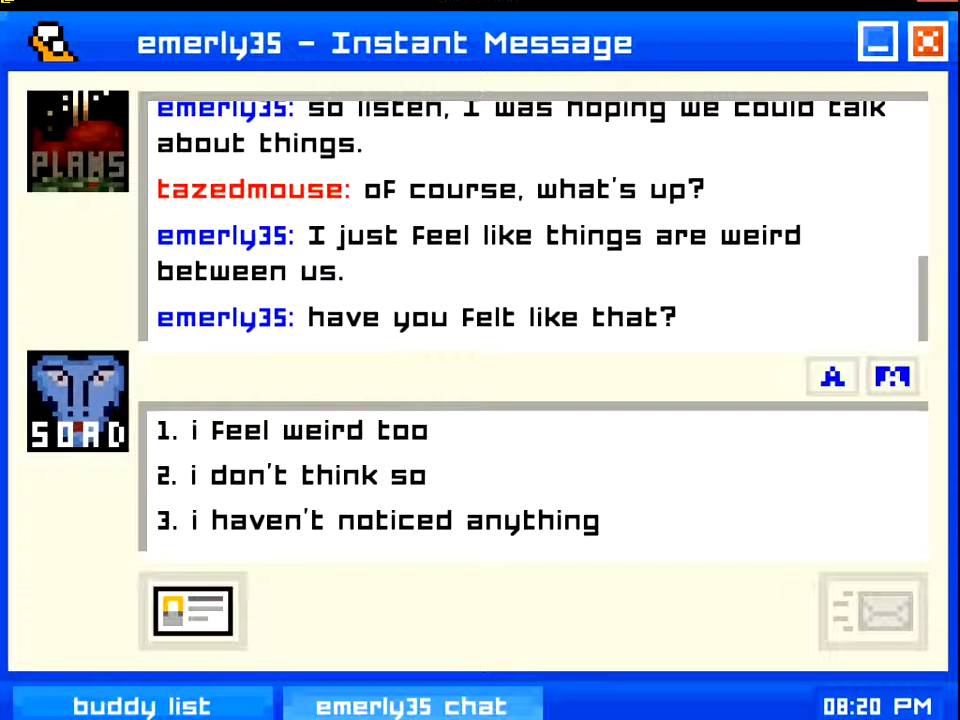 emerly35 - Instant Message
PLANS
emerly35: so listen, I was hoping we could talk
about things.
tazedmouse: of course, what's up?
emerly35: I just feel like things are weird
between us.
emerly35: have you felt like that?
SOAD
A
1. i feel weird too
2. i don't think so
3. i haven't noticed anything
buddy list
emerly35 chat
08:20 PM